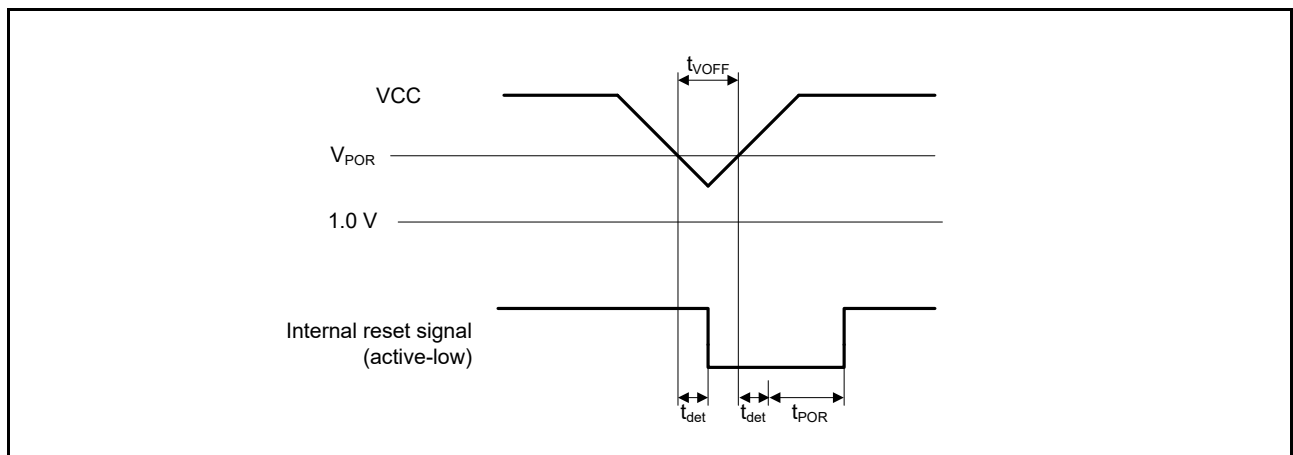 tVOFF
VCC
VPOR
1.0 V
Internal reset signal
(active-low)
tdet
tdet
tPOR